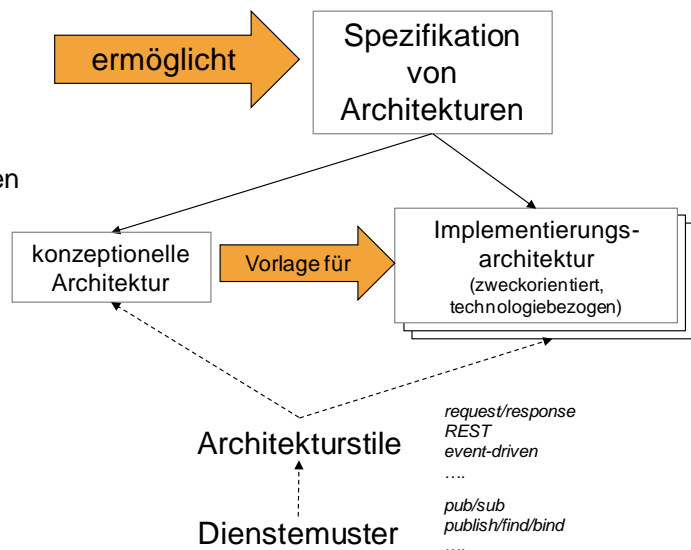 ermöglicht
Spezifikation
von
Architekturen
en
konzeptionelle
Architektur
Vorlage für
Implementierungs-
architektur
(zweckorientiert,
technologiebezogen)
Architekturstile
request/response
REST
event-driven
....
Dienstemuster
pub/sub
publish/find/bind
....